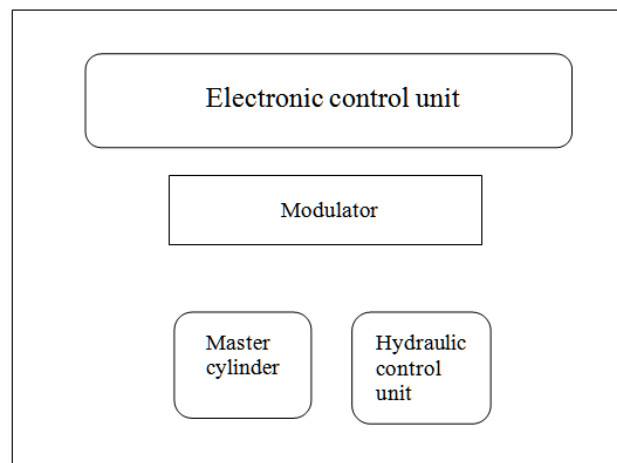 Electronic control unit
Modulator
Master
cylinder
Hydraulic
control
unit